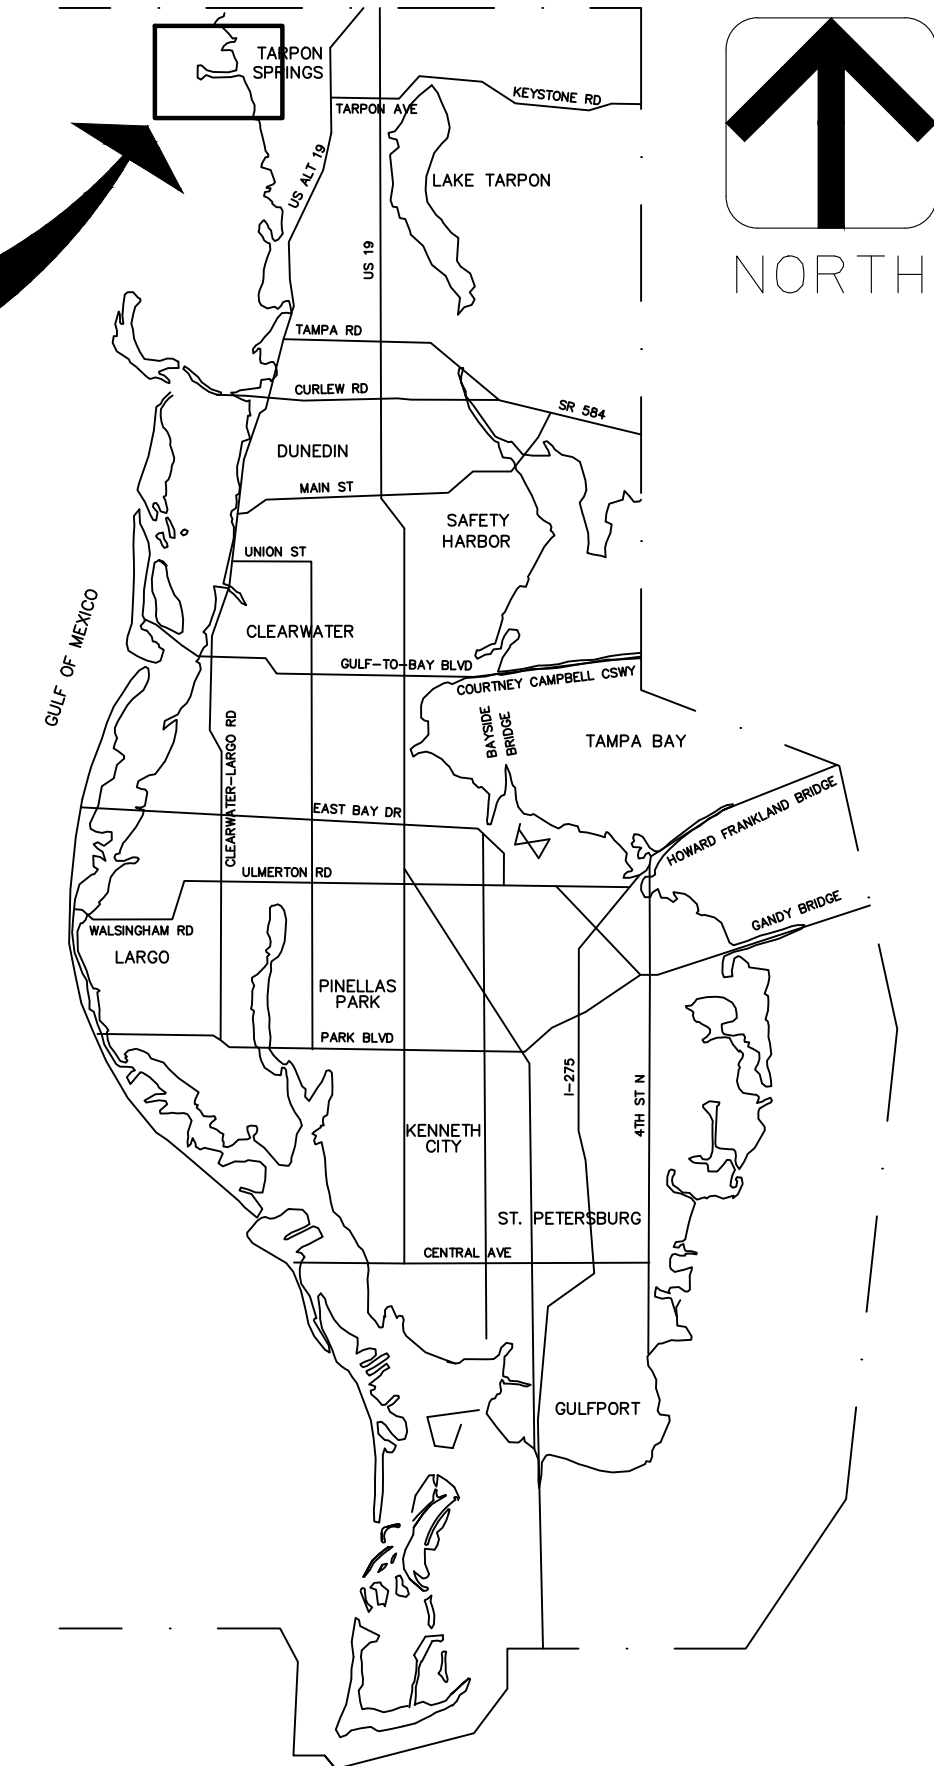 TARPON
SPRINGS
KEYSTONE RD
TARPON AVE
US ALT 19
LAKE TARPON
US 19
NORTH
TAMPA RD
CURLEW RD
SR 584
DUNEDIN
MAIN ST
SAFETY
HARBOR
UNION ST
GULF OF MEXICO
CLEARWATER
GULF-TO-BAY BLVD
COURTNEY CAMPBELL CSWY
BAYSIDE
BRIDGE
TAMPA BAY
CLEARWATER-LARGO RD
EAST BAY DR
HOWARD FRANKLAND BRIDGE
ULMERTON RD
GANDY BRIDGE
WALSINGHAM RD
LARGO
PINELLAS
PARK
PARK BLVD
I-275
4TH ST N
KENNETH
CITY
ST. PETERSBURG
CENTRAL AVE
GULFPORT